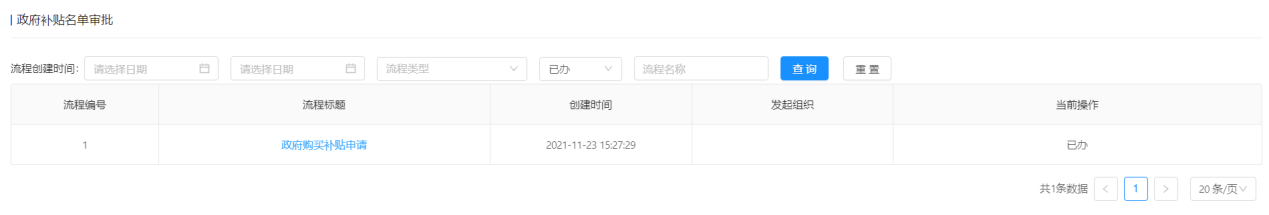 政府补贴名单审批
流程创建时间: 请选择日期 请选择日期 流程类型 已办 流程名称 查 询 重 置
流程编号 流程标题 创建时间 发起组织 当前操作
1 政府购买补贴申请 2021-11-23 15:27:29 已办
共1条数据 < 1 > 20 条/页